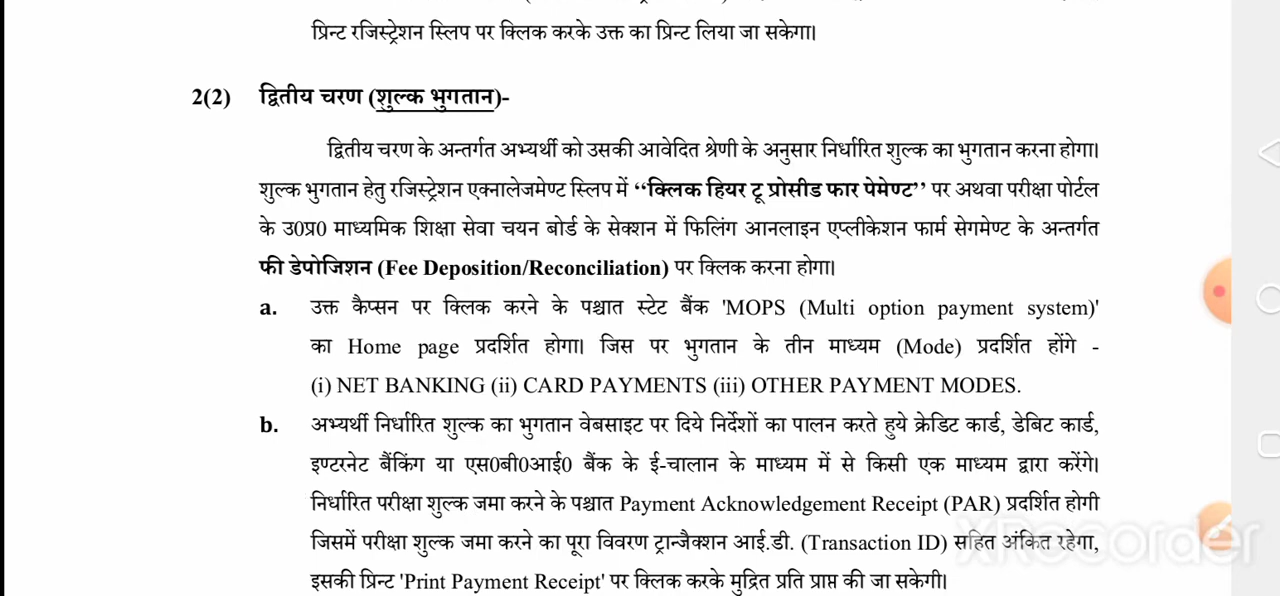 प्रिन्ट रजिस्ट्रेशन स्लिप पर क्लिक करके उक्त का प्रिन्ट लिया जा सकेगा।
2(2) द्वितीय चरण (शुल्क भुगतान)-
द्वितीय चरण के अन्तर्गत अभ्यर्थी को उसकी आवेदित श्रेणी के अनुसार निर्धारित शुल्क का भुगतान करना होगा।
शुल्क भुगतान हेतु रजिस्ट्रेशन एक्नालेजमेण्ट स्लिप में ‘‘क्लिक हियर टू प्रोसीड फार पेमेण्ट’’ पर अथवा परीक्षा पोर्टल
के उ0प्र0 माध्यमिक शिक्षा सेवा चयन बोर्ड के सेक्शन में फिलिंग आनलाइन एप्लीकेशन फार्म सेगमेण्ट के अन्तर्गत
फी डेपोजिशन (Fee Deposition/Reconciliation) पर क्लिक करना होगा।
a. उक्त कैप्सन पर क्लिक करने के पश्चात स्टेट बैंक 'MOPS (Multi option payment system)'
का Home page प्रदर्शित होगा। जिस पर भुगतान के तीन माध्यम (Mode) प्रदर्शित होंगे -
(i) NET BANKING (ii) CARD PAYMENTS (iii) OTHER PAYMENT MODES.
b. अभ्यर्थी निर्धारित शुल्क का भुगतान वेबसाइट पर दिये निर्देशों का पालन करते हुये क्रेडिट कार्ड, डेबिट कार्ड,
इण्टरनेट बैंकिंग या एस0बी0आई0 बैंक के ई-चालान के माध्यम में से किसी एक माध्यम द्वारा करेंगे।
निर्धारित परीक्षा शुल्क जमा करने के पश्चात Payment Acknowledgement Receipt (PAR) प्रदर्शित होगी
जिसमें परीक्षा शुल्क जमा करने का पूरा विवरण ट्रान्जैक्शन आई.डी. (Transaction ID) सहित अंकित रहेगा,
इसकी प्रिन्ट 'Print Payment Receipt' पर क्लिक करके मुद्रित प्रति प्राप्त की जा सकेगी।
XRecorder